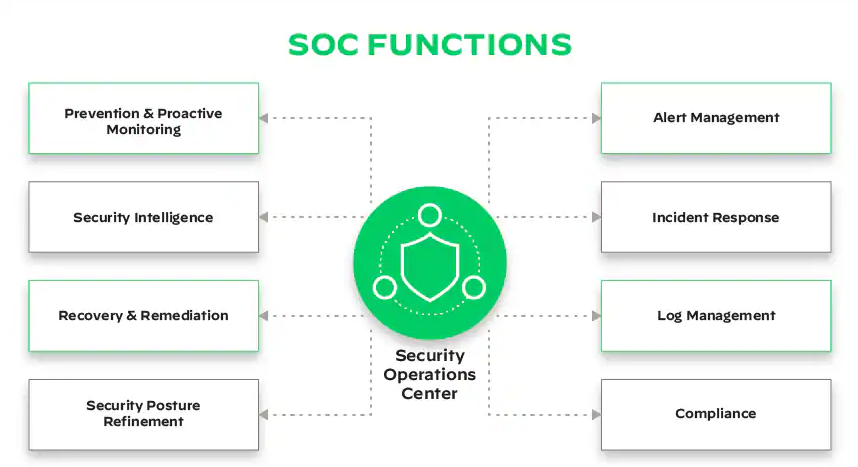 SOC FUNCTIONS
Prevention & Proactive
Monitoring
Security Intelligence
Recovery & Remediation
Security Posture
Refinement
Security
Operations
Center
Alert Management
Incident Response
Log Management
Compliance